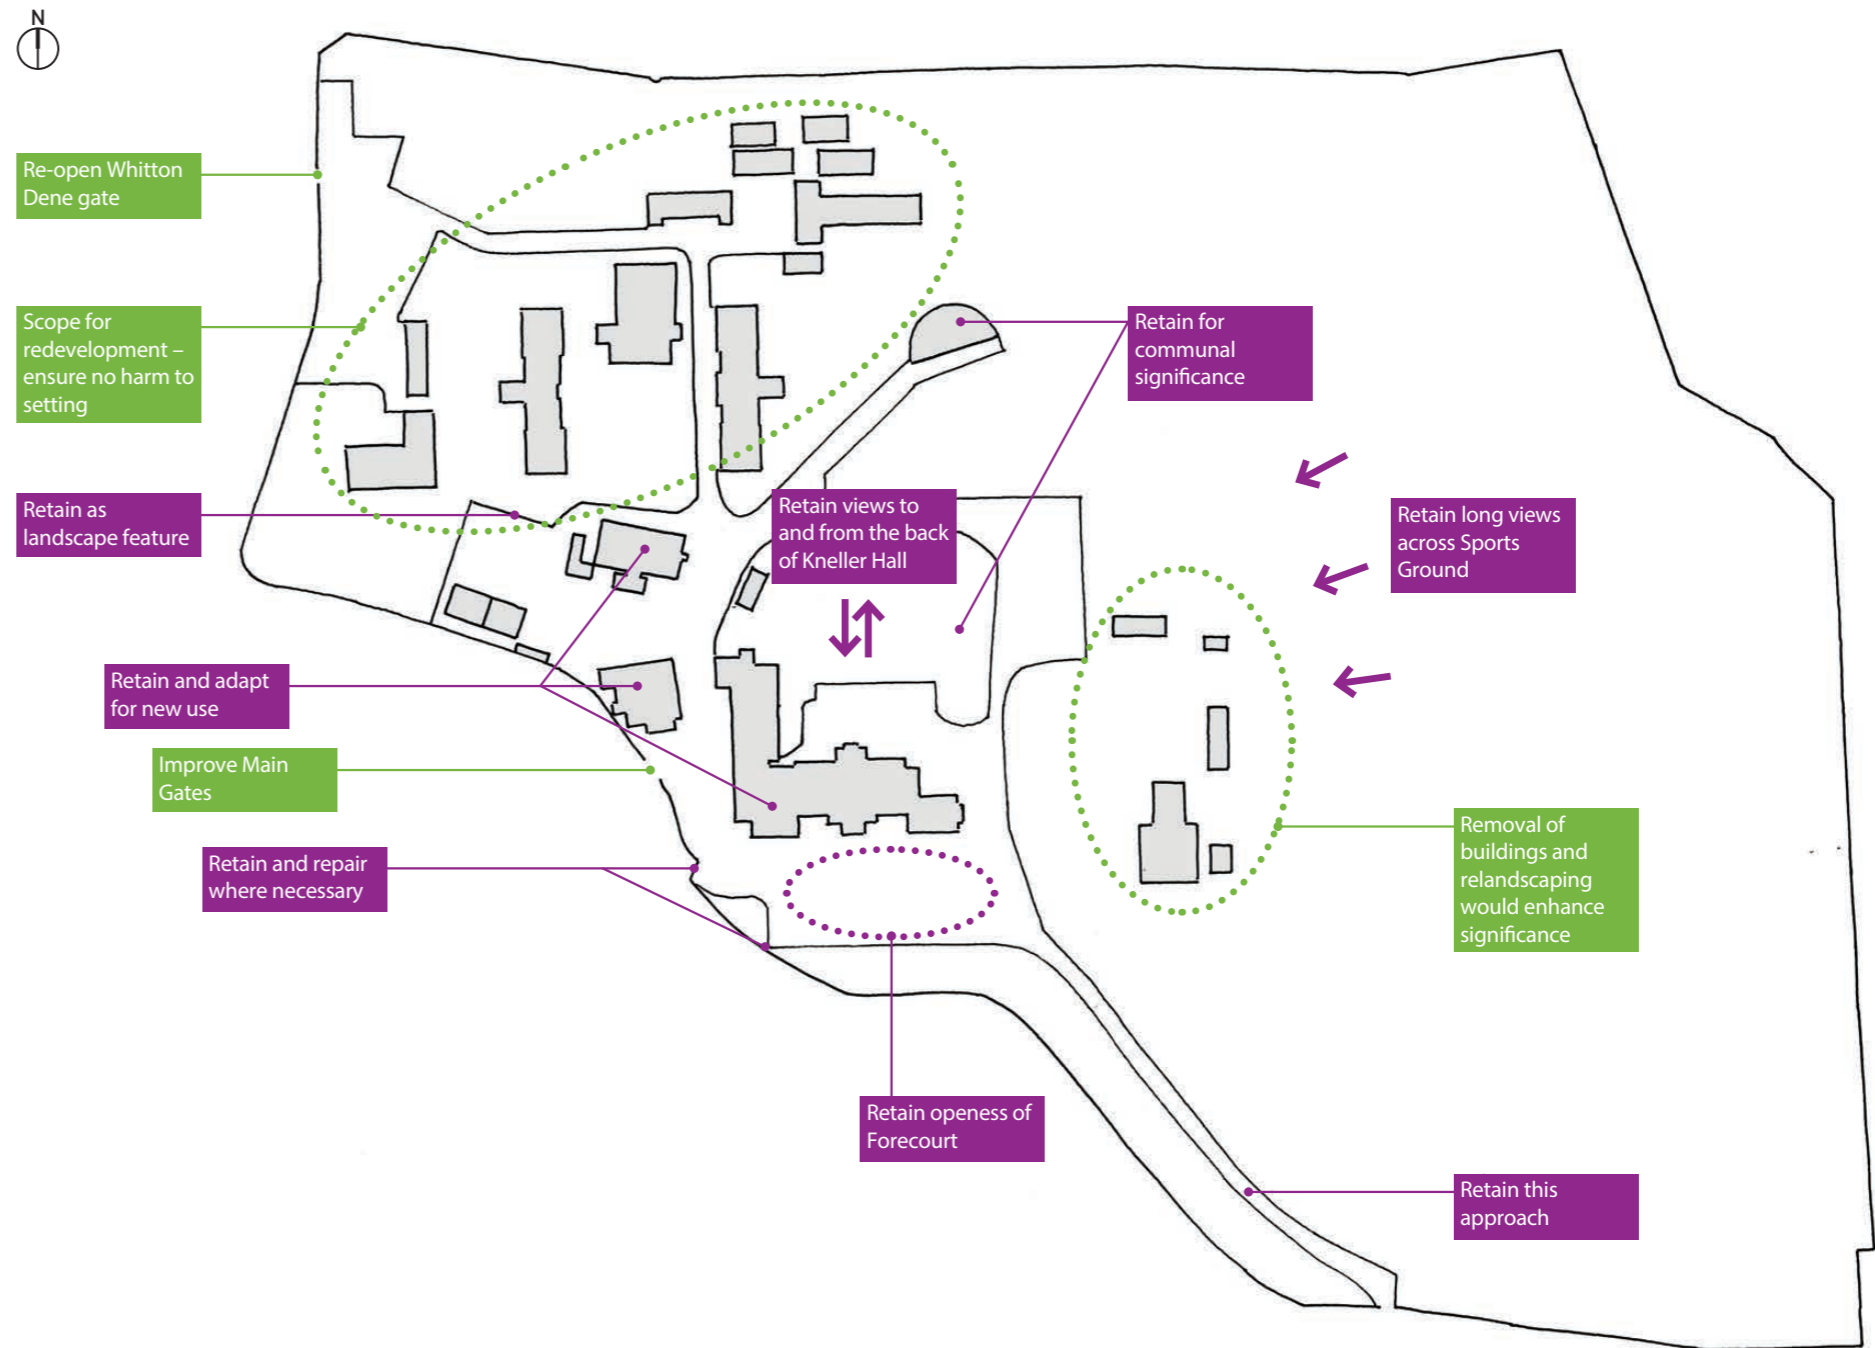 N
Re-open Whitton
Dene gate
Scope for
redevelopment –
ensure no harm to
setting
Retain as
landscape feature
Retain and adapt
for new use
Improve Main
Gates
Retain and repair
where necessary
Retain views to
and from the back
of Kneller Hall
Retain for
communal
significance
Retain long views
across Sports
Ground
Removal of
buildings and
relandscaping
would enhance
significance
Retain openess of
Forecourt
Retain this
approach